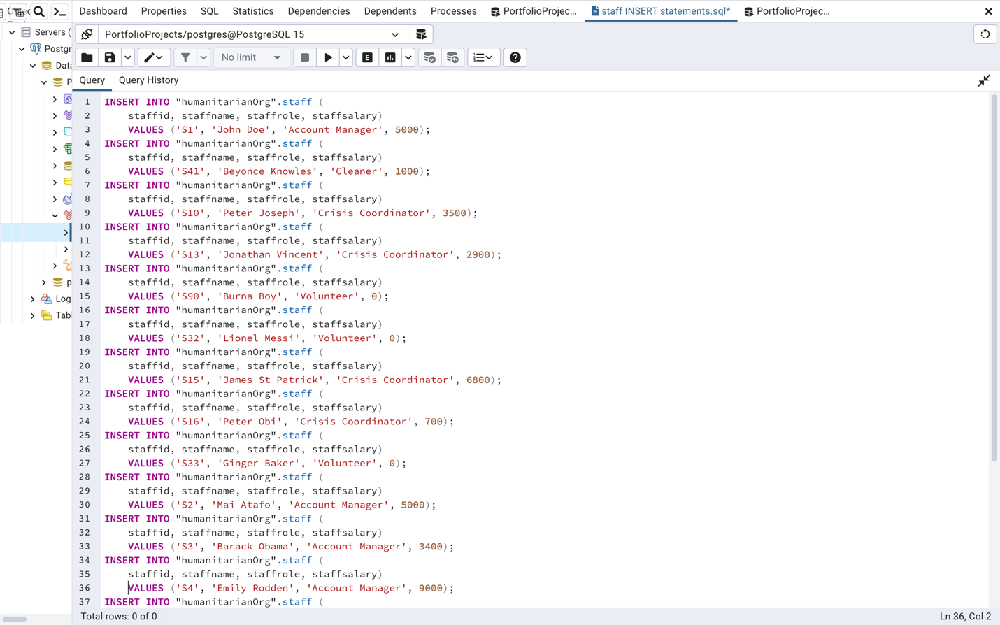 Dashboard Properties SQL Statistics Dependencies Dependents Processes PortfolioProjec... staff INSERT statements.sql* PortfolioProjec...
Servers (
PortfolioProjects/postgres@PostgreSQL 15
Postgr
No limit
Data
E
P
Query Query History
1 INSERT INTO "humanitarianOrg".staff (
2 staffid, staffname, staffrole, staffsalary)
3 VALUES ('S1', 'John Doe', 'Account Manager', 5000);
4 INSERT INTO "humanitarianOrg".staff (
5 staffid, staffname, staffrole, staffsalary)
6 VALUES ('S41', 'Beyonce Knowles', 'Cleaner', 1000);
7 INSERT INTO "humanitarianOrg".staff (
8 staffid, staffname, staffrole, staffsalary)
9 VALUES ('S10', 'Peter Joseph', 'Crisis Coordinator', 3500);
10 INSERT INTO "humanitarianOrg".staff (
11 staffid, staffname, staffrole, staffsalary)
12 VALUES ('S13', 'Jonathan Vincent', 'Crisis Coordinator', 2900);
13 INSERT INTO "humanitarianOrg".staff (
14 staffid, staffname, staffrole, staffsalary)
15 VALUES ('S90', 'Burna Boy', 'Volunteer', 0);
16 INSERT INTO "humanitarianOrg".staff (
17 staffid, staffname, staffrole, staffsalary)
18 VALUES ('S32', 'Lionel Messi', 'Volunteer', 0);
19 INSERT INTO "humanitarianOrg".staff (
20 staffid, staffname, staffrole, staffsalary)
21 VALUES ('S15', 'James St Patrick', 'Crisis Coordinator', 6800);
22 INSERT INTO "humanitarianOrg".staff (
23 staffid, staffname, staffrole, staffsalary)
24 VALUES ('S16', 'Peter Obi', 'Crisis Coordinator', 700);
25 INSERT INTO "humanitarianOrg".staff (
26 staffid, staffname, staffrole, staffsalary)
27 VALUES ('S33', 'Ginger Baker', 'Volunteer', 0);
28 INSERT INTO "humanitarianOrg".staff (
29 staffid, staffname, staffrole, staffsalary)
30 VALUES ('S2', 'Mai Atafo', 'Account Manager', 5000);
31 INSERT INTO "humanitarianOrg".staff (
32 staffid, staffname, staffrole, staffsalary)
33 VALUES ('S3', 'Barack Obama', 'Account Manager', 3400);
34 INSERT INTO "humanitarianOrg".staff (
35 staffid, staffname, staffrole, staffsalary)
36 VALUES ('S4', 'Emily Rodden', 'Account Manager', 9000);
37 INSERT INTO "humanitarianOrg".staff (
p
Log
Tab
Total rows: 0 of 0
Ln 36, Col 2